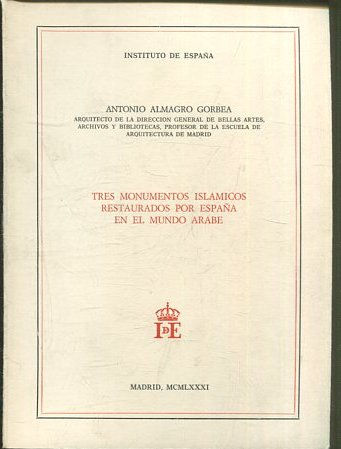 INSTITUTO DE ESPAÑA
ANTONIO ALMAGRO GORBEA
ARQUITECTO DE LA DIRECCION GENERAL DE BELLAS ARTES,
ARCHIVOS Y BIBLIOTECAS, PROFESOR DE LA ESCUELA DE
ARQUITECTURA DE MADRID
TRES MONUMENTOS ISLAMICOS
RESTAURADOS POR ESPAÑA
EN EL MUNDO ARABE
IDE
MADRID, MCMLXXXI